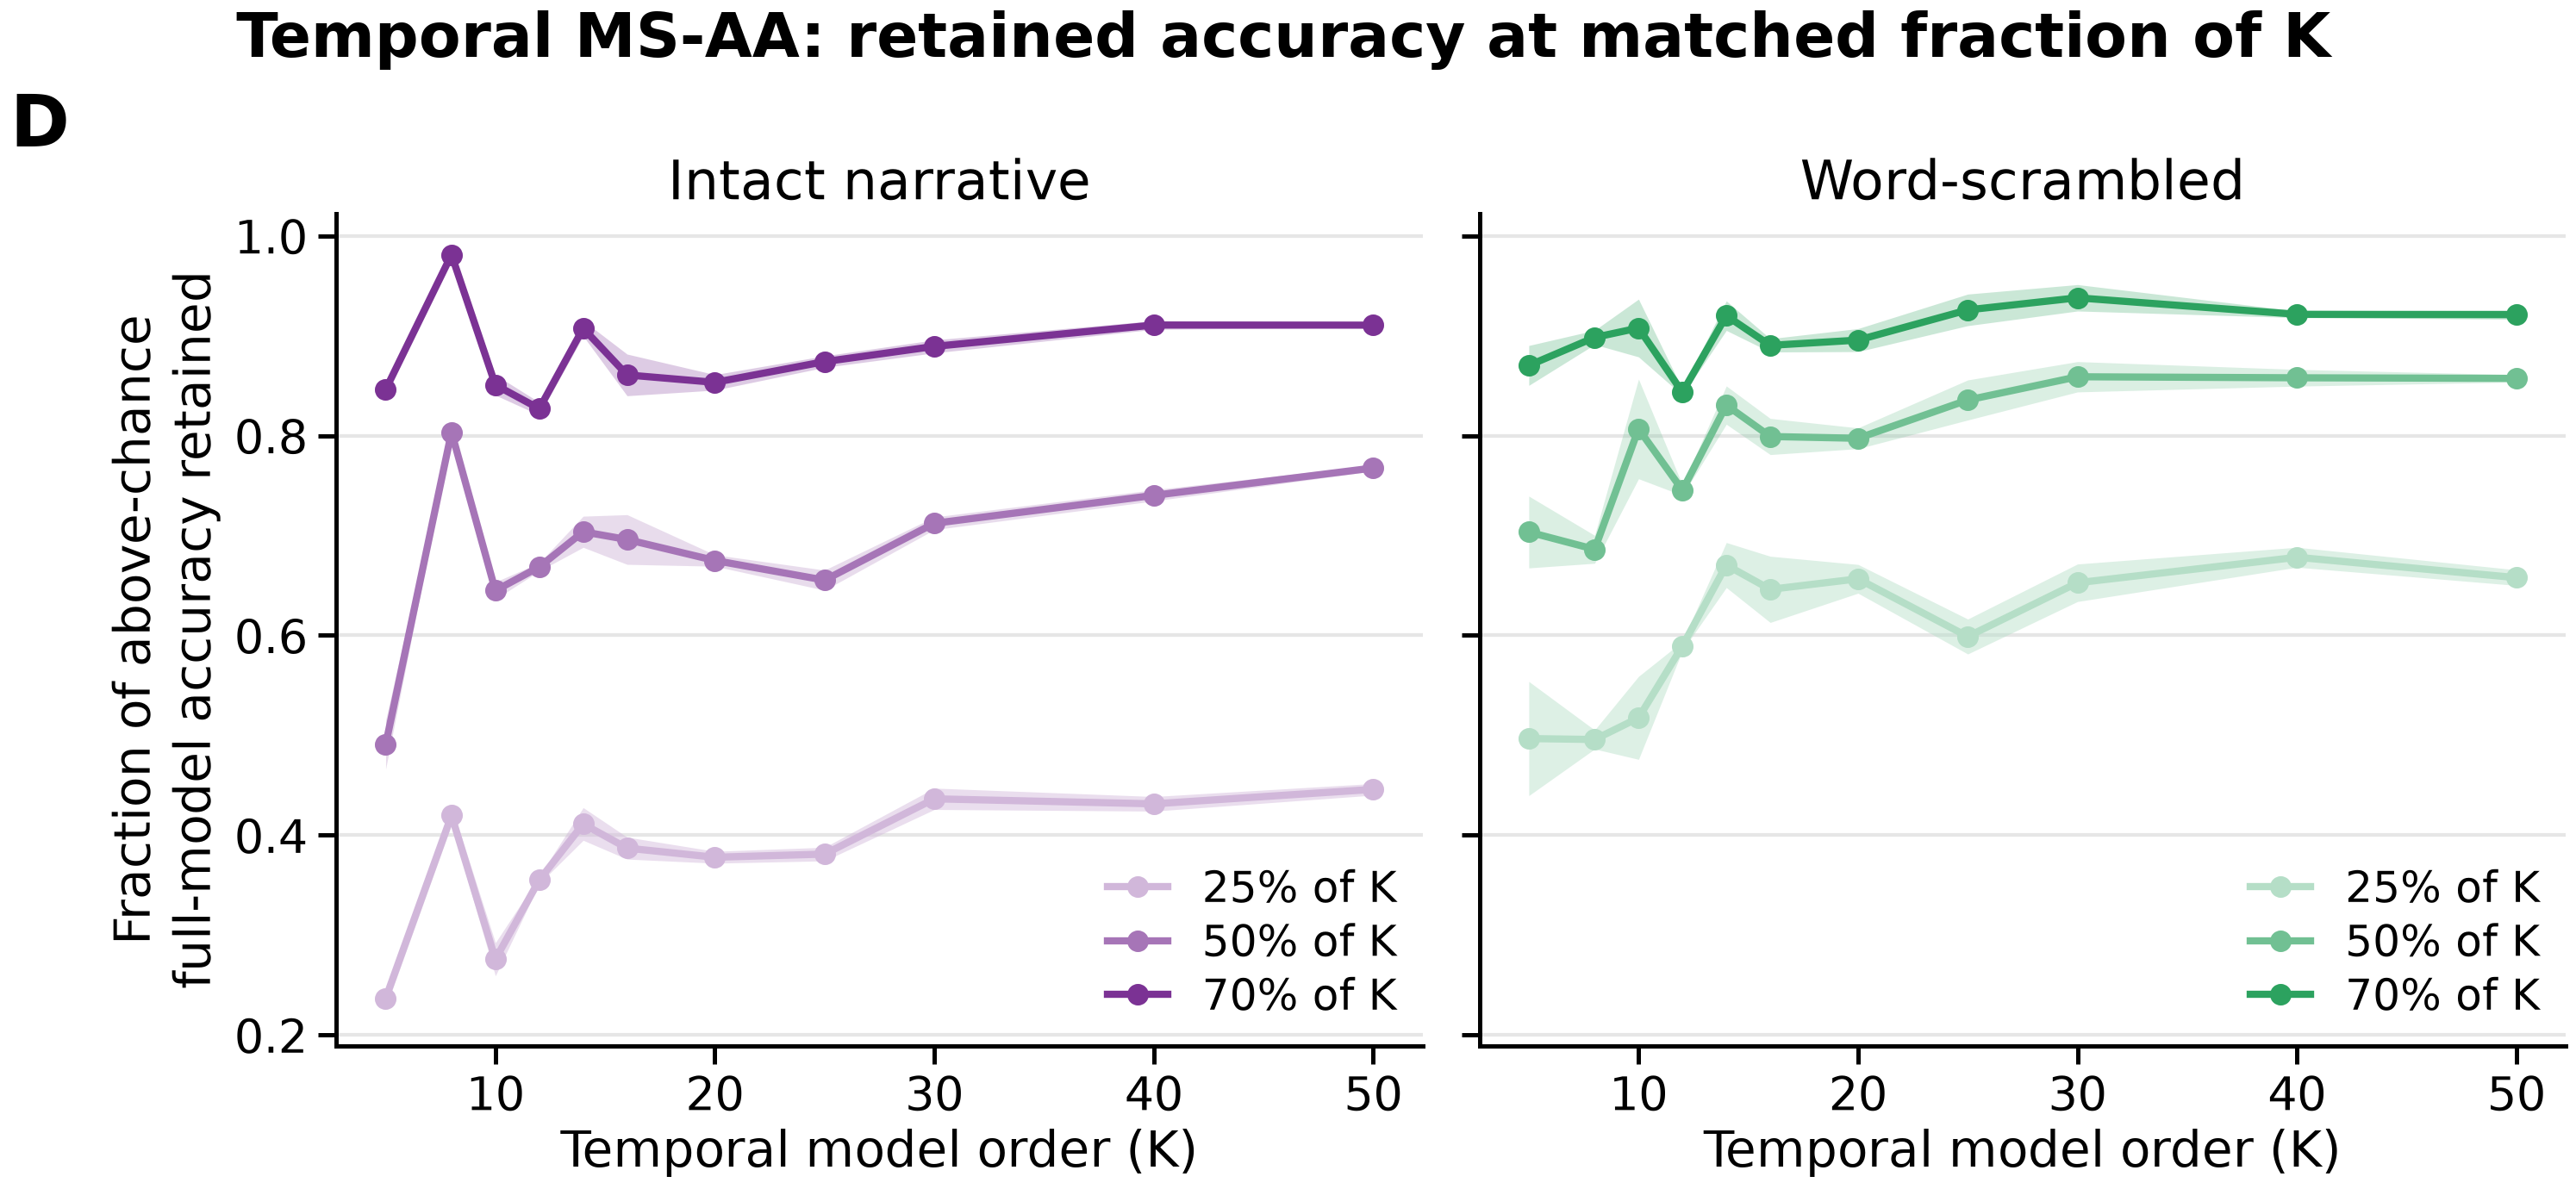 Temporal MS-AA: retained accuracy at matched fraction of K
D
Intact narrative
Word-scrambled
Fraction of above-chance
full-model accuracy retained
1.0
0.8
0.6
0.4
0.2
25% of K
50% of K
70% of K
25% of K
50% of K
70% of K
10 20 30 40 50
10 20 30 40 50
Temporal model order (K)
Temporal model order (K)